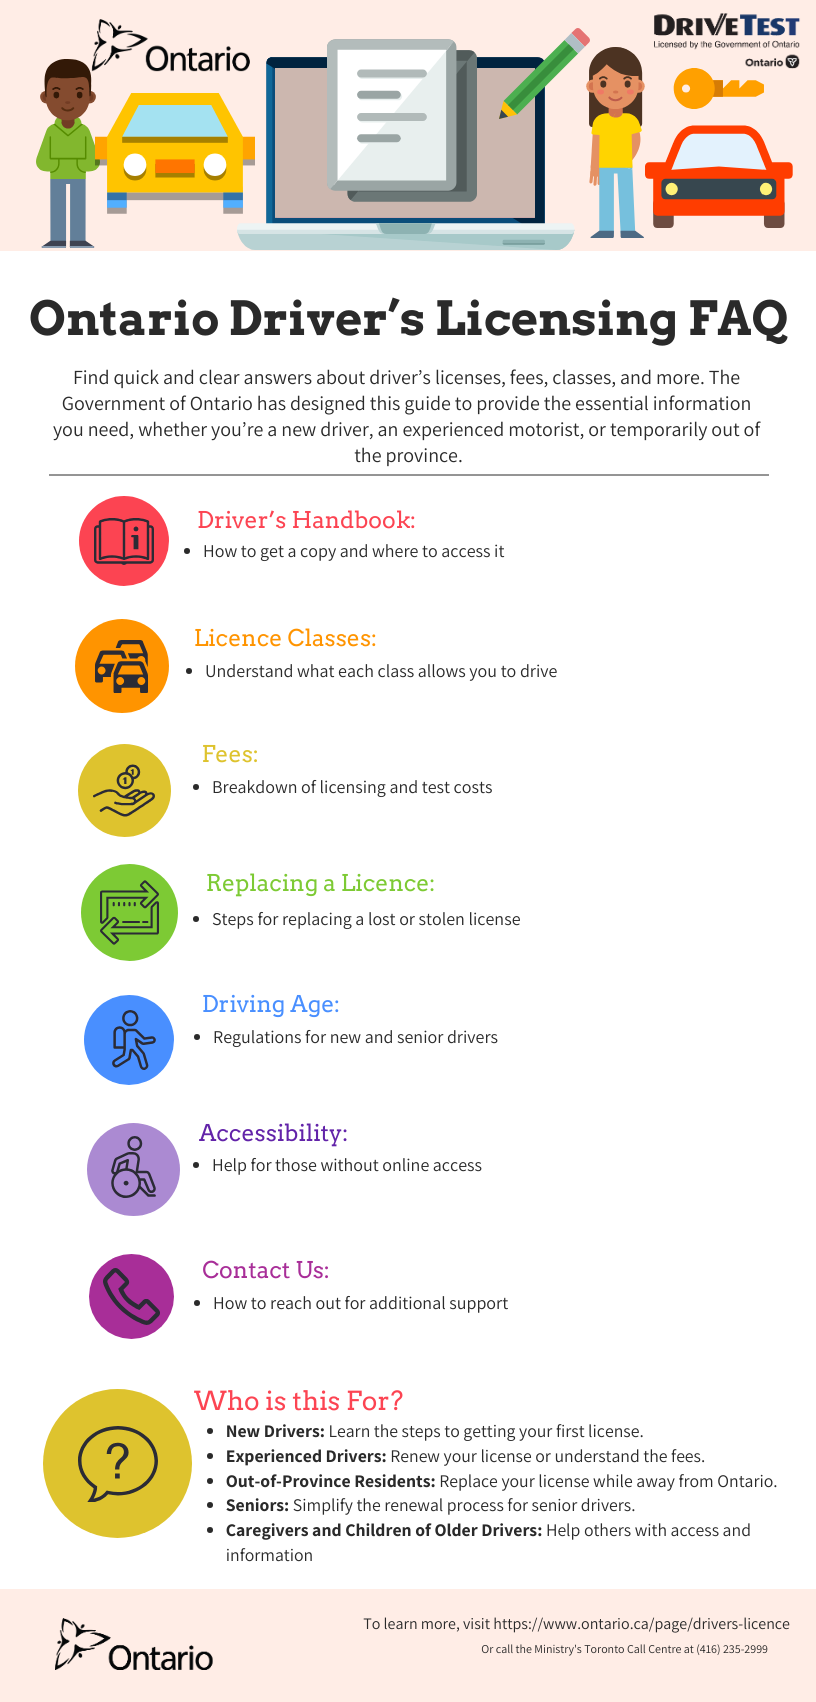 Ontario
DRIVETEST
Licensed by the Government of Ontario
Ontario
Ontario Driver’s Licensing FAQ
Find quick and clear answers about driver’s licenses, fees, classes, and more. The
Government of Ontario has designed this guide to provide the essential information
you need, whether you’re a new driver, an experienced motorist, or temporarily out of
the province.
i
Driver’s Handbook:
• How to get a copy and where to access it
Licence Classes:
• Understand what each class allows you to drive
1 1
Fees:
• Breakdown of licensing and test costs
Replacing a Licence:
• Steps for replacing a lost or stolen license
Driving Age:
• Regulations for new and senior drivers
Accessibility:
• Help for those without online access
Contact Us:
• How to reach out for additional support
?
Who is this For?
• New Drivers: Learn the steps to getting your first license.
• Experienced Drivers: Renew your license or understand the fees.
• Out-of-Province Residents: Replace your license while away from Ontario.
• Seniors: Simplify the renewal process for senior drivers.
• Caregivers and Children of Older Drivers: Help others with access and
information
Ontario
To learn more, visit https://www.ontario.ca/page/drivers-licence
Or call the Ministry's Toronto Call Centre at (416) 235-2999